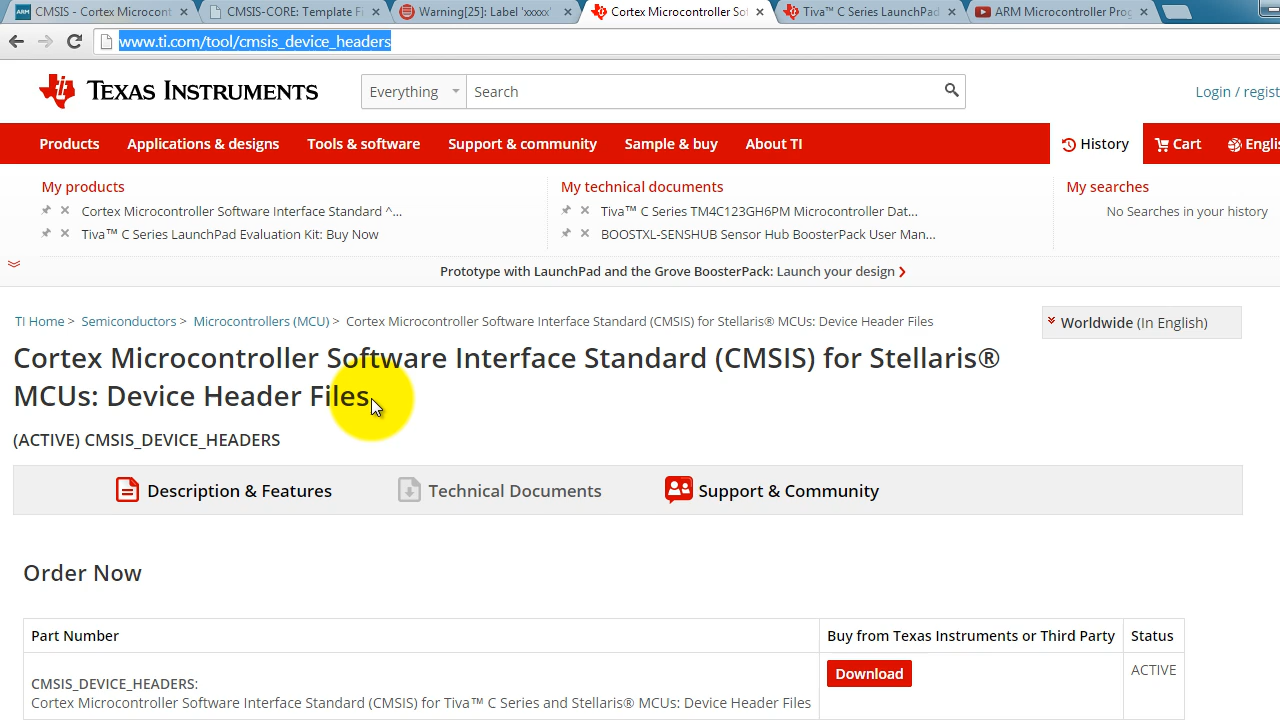 CMSIS - Cortex Microcont
CMSIS-CORE: Template Fi
Warning[25]: Label 'xxxxx'
Cortex Microcontroller Sof
Tiva™ C Series LaunchPad
ARM Microcontroller Prog
www.ti.com/tool/cmsis_device_headers
TEXAS INSTRUMENTS
Everything
Search
Login / regist
Products
Applications & designs
Tools & software
Support & community
Sample & buy
About TI
History
Cart
Englis
My products
My technical documents
My searches
Cortex Microcontroller Software Interface Standard ^...
Tiva™ C Series TM4C123GH6PM Microcontroller Dat...
No Searches in your history
Tiva™ C Series LaunchPad Evaluation Kit: Buy Now
BOOSTXL-SENSHUB Sensor Hub BoosterPack User Man...
Prototype with LaunchPad and the Grove BoosterPack: Launch your design
TI Home > Semiconductors > Microcontrollers (MCU) > Cortex Microcontroller Software Interface Standard (CMSIS) for Stellaris® MCUs: Device Header Files
Worldwide (In English)
Cortex Microcontroller Software Interface Standard (CMSIS) for Stellaris®
MCUs: Device Header Files
(ACTIVE) CMSIS_DEVICE_HEADERS
Description & Features
Technical Documents
Support & Community
Order Now
Part Number
Buy from Texas Instruments or Third Party
Status
CMSIS_DEVICE_HEADERS:
Cortex Microcontroller Software Interface Standard (CMSIS) for Tiva™ C Series and Stellaris® MCUs: Device Header Files
Download
ACTIVE